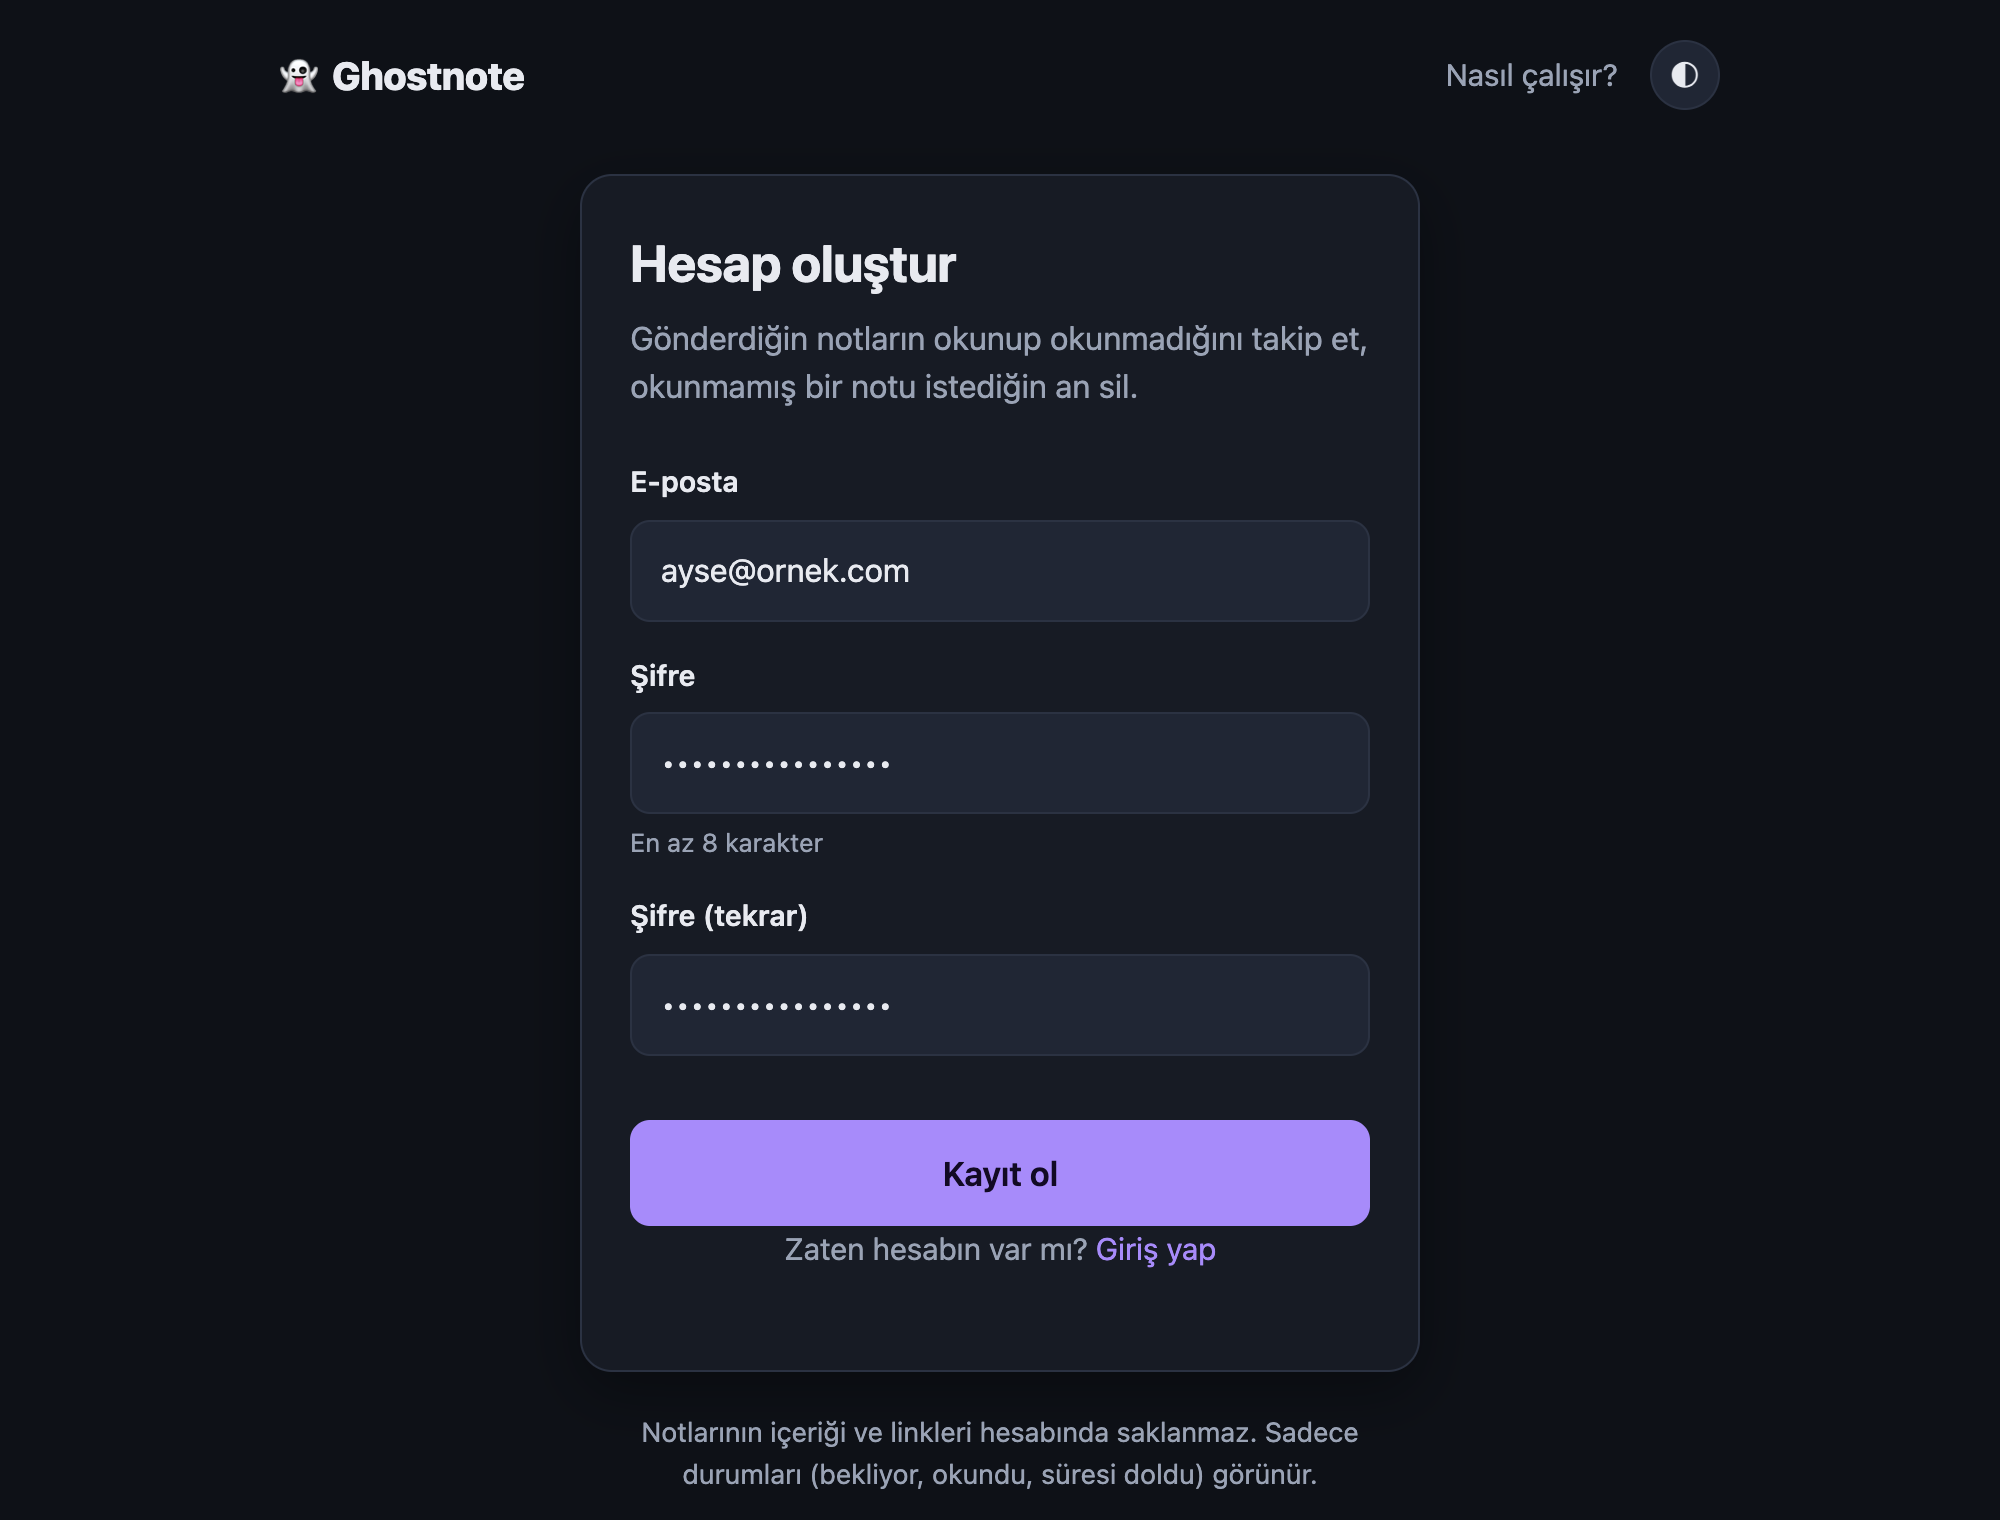 👻 Ghostnote
Nasıl çalışır?
Hesap oluştur
Gönderdiğin notların okunup okunmadığını takip et,
okunmamış bir notu istediğin an sil.
E-posta
ayse@ornek.com
Şifre
••••••••••••••••
En az 8 karakter
Şifre (tekrar)
••••••••••••••••
Kayıt ol
Zaten hesabın var mı? Giriş yap
Notlarının içeriği ve linkleri hesabında saklanmaz. Sadece
durumları (bekliyor, okundu, süresi doldu) görünür.